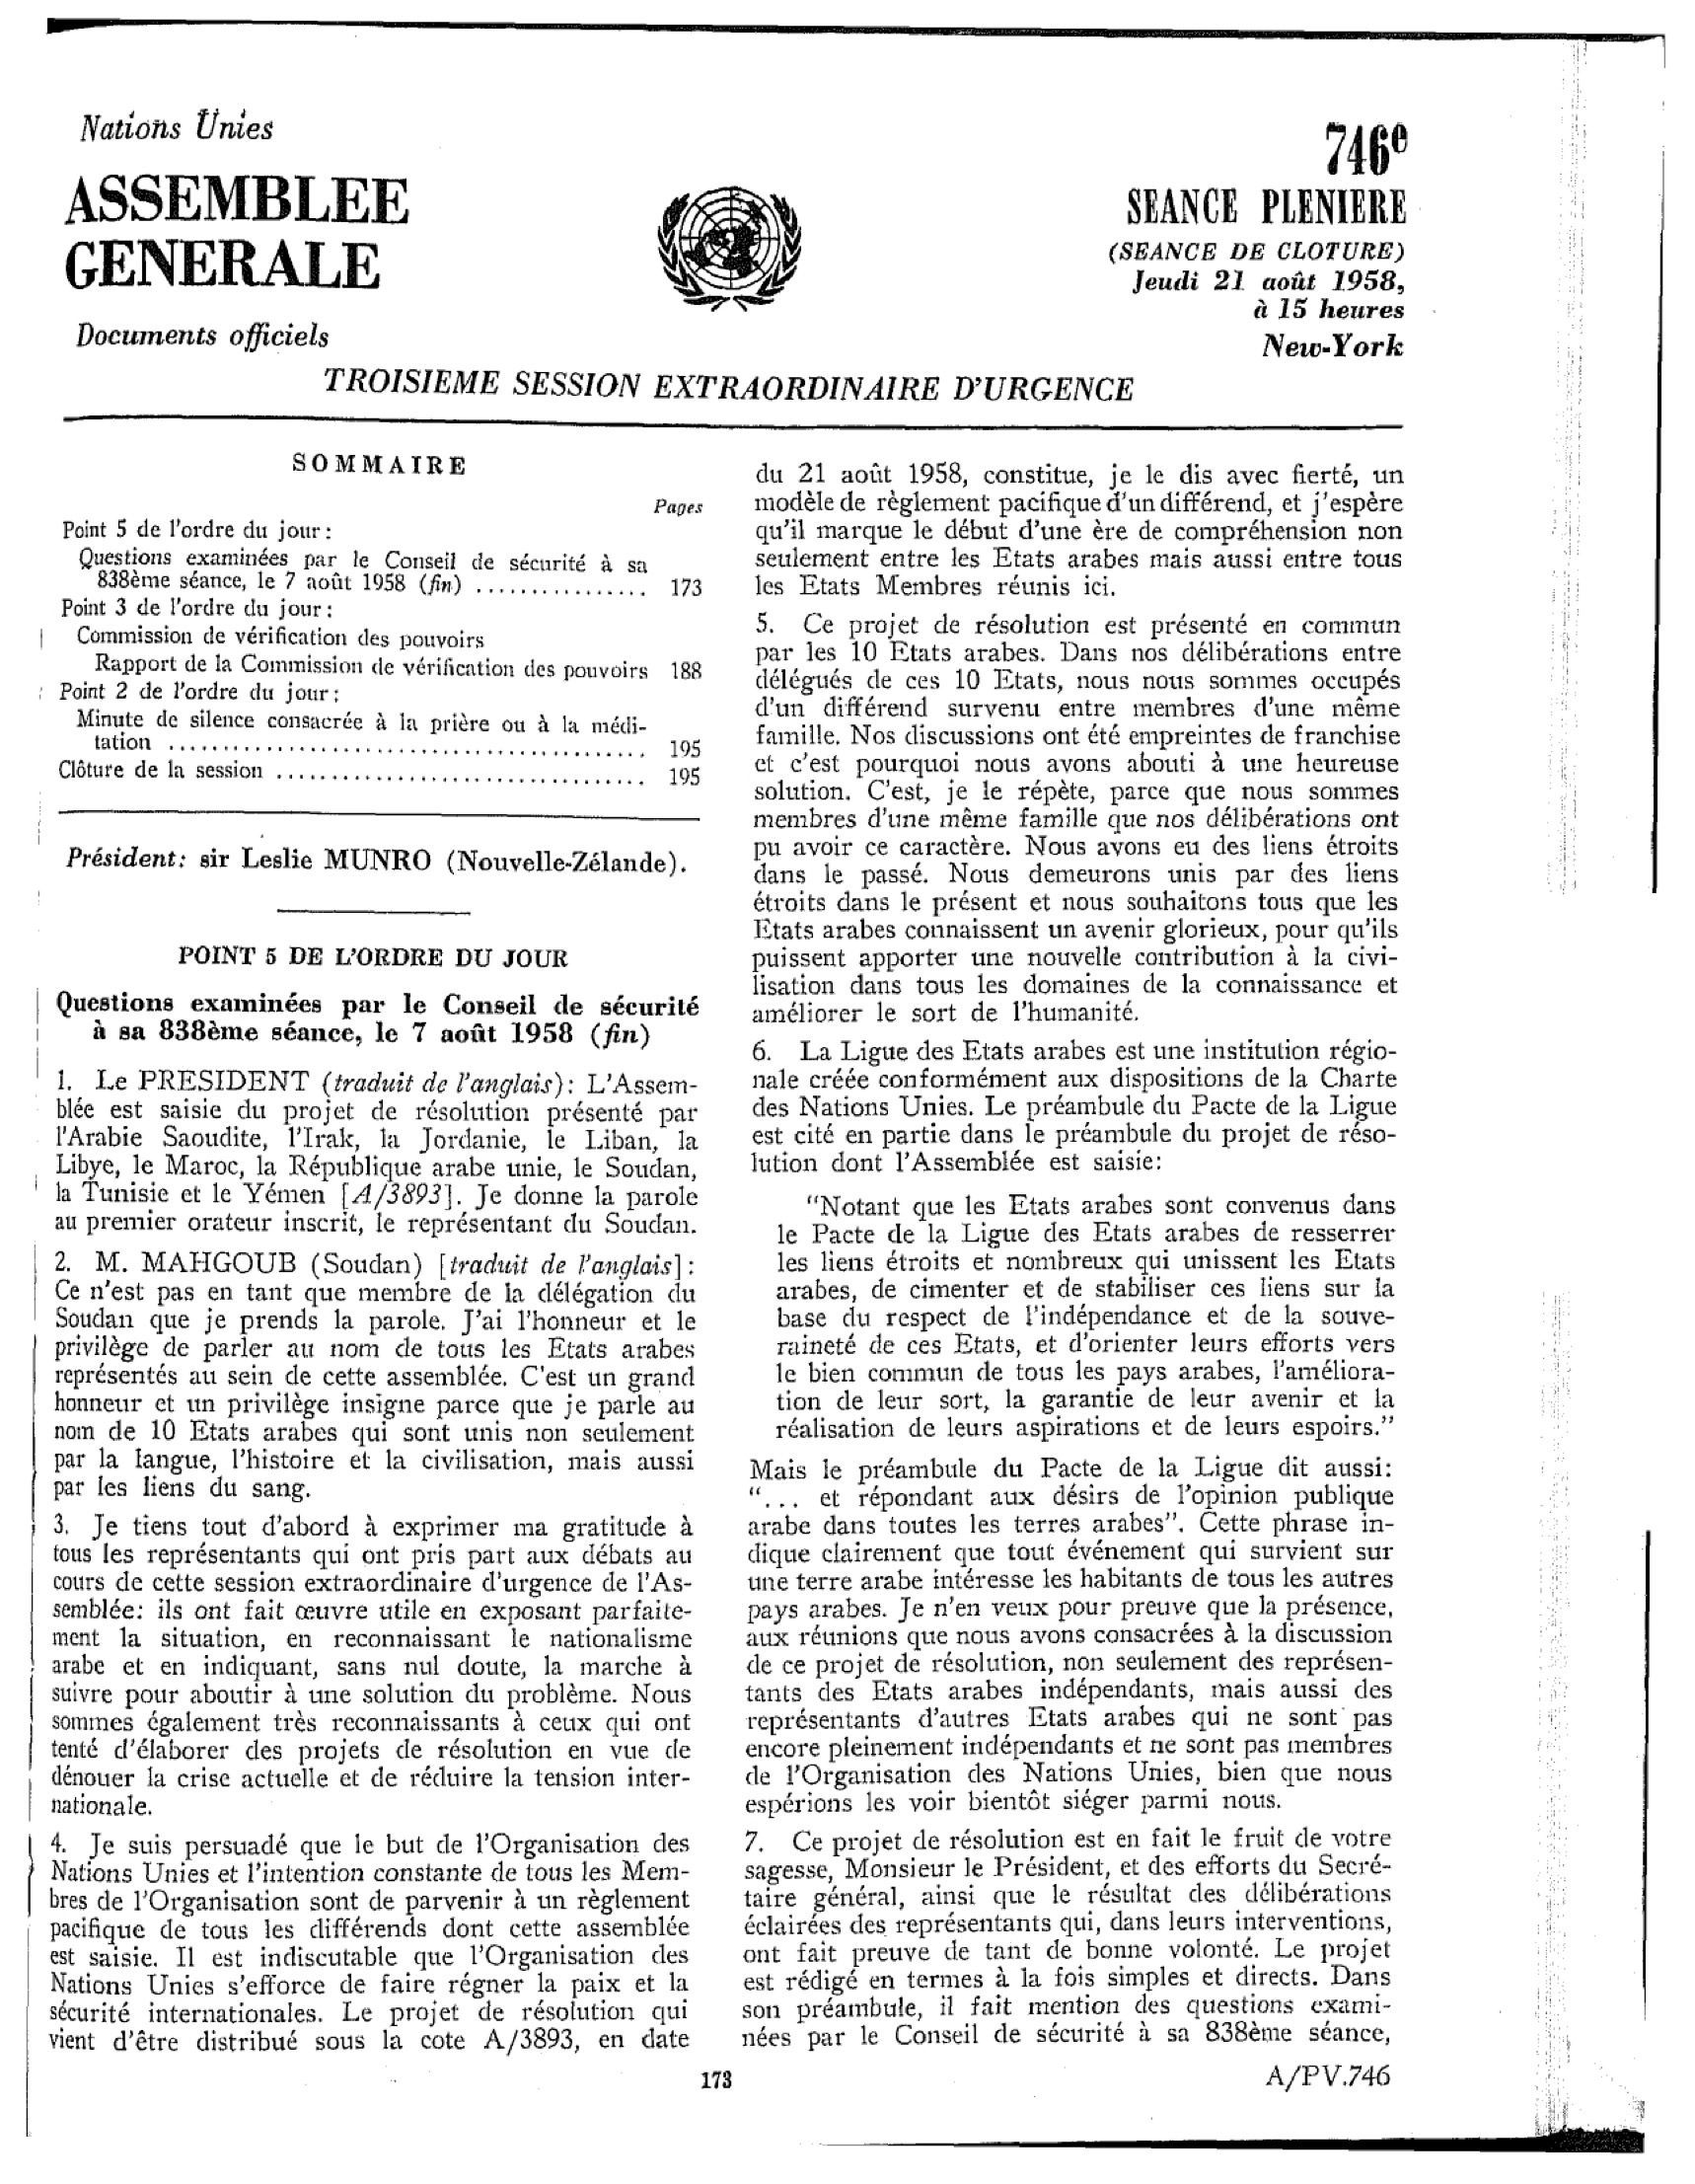 Nations Unies
ASSEMBLEE
GENERALE
Documents officiels
746e
SEANCE PLENIERE
(SEANCE DE CLOTURE)
Jeudi 21 août 1958,
à 15 heures
New-York
TROISIEME SESSION EXTRAORDINAIRE D'URGENCE
SOMMAIRE
Pages
Point 5 de l'ordre du jour:
Questions examinées par le Conseil de sécurité à sa
838ème séance, le 7 août 1958 (fin) ................ 173
Point 3 de l'ordre du jour:
Commission de vérification des pouvoirs
Rapport de la Commission de vérification des pouvoirs 188
Point 2 de l'ordre du jour:
Minute de silence consacrée à la prière ou à la médi-
tation ............................................ 195
Clôture de la session .................................. 195
Président: sir Leslie MUNRO (Nouvelle-Zélande).
POINT 5 DE L'ORDRE DU JOUR
Questions examinées par le Conseil de sécurité
à sa 838ème séance, le 7 août 1958 (fin)
1. Le PRESIDENT (traduit de l'anglais): L'Assem-
blée est saisie du projet de résolution présenté par
l'Arabie Saoudite, l'Irak, la Jordanie, le Liban, la
Libye, le Maroc, la République arabe unie, le Soudan,
la Tunisie et le Yémen [A/3893]. Je donne la parole
au premier orateur inscrit, le représentant du Soudan.
2. M. MAHGOUB (Soudan) [traduit de l'anglais]:
Ce n'est pas en tant que membre de la délégation du
Soudan que je prends la parole. J'ai l'honneur et le
privilège de parler au nom de tous les Etats arabes
représentés au sein de cette assemblée. C'est un grand
honneur et un privilège insigne parce que je parle au
nom de 10 Etats arabes qui sont unis non seulement
par la langue, l'histoire et la civilisation, mais aussi
par les liens du sang.
3. Je tiens tout d'abord à exprimer ma gratitude à
tous les représentants qui ont pris part aux débats au
cours de cette session extraordinaire d'urgence de l'As-
semblée: ils ont fait œuvre utile en exposant parfaite-
ment la situation, en reconnaissant le nationalisme
arabe et en indiquant, sans nul doute, la marche à
suivre pour aboutir à une solution du problème. Nous
sommes également très reconnaissants à ceux qui ont
tenté d'élaborer des projets de résolution en vue de
dénouer la crise actuelle et de réduire la tension inter-
nationale.
4. Je suis persuadé que le but de l'Organisation des
Nations Unies et l'intention constante de tous les Mem-
bres de l'Organisation sont de parvenir à un règlement
pacifique de tous les différends dont cette assemblée
est saisie. Il est indiscutable que l'Organisation des
Nations Unies s'efforce de faire régner la paix et la
sécurité internationales. Le projet de résolution qui
vient d'être distribué sous la cote A/3893, en date
du 21 août 1958, constitue, je le dis avec fierté, un
modèle de règlement pacifique d'un différend, et j'espère
qu'il marque le début d'une ère de compréhension non
seulement entre les Etats arabes mais aussi entre tous
les Etats Membres réunis ici.
5. Ce projet de résolution est présenté en commun
par les 10 Etats arabes. Dans nos délibérations entre
délégués de ces 10 Etats, nous nous sommes occupés
d'un différend survenu entre membres d'une même
famille. Nos discussions ont été empreintes de franchise
et c'est pourquoi nous avons abouti à une heureuse
solution. C'est, je le répète, parce que nous sommes
membres d'une même famille que nos délibérations ont
pu avoir ce caractère. Nous avons eu des liens étroits
dans le passé. Nous demeurons unis par des liens
étroits dans le présent et nous souhaitons tous que les
Etats arabes connaissent un avenir glorieux, pour qu'ils
puissent apporter une nouvelle contribution à la civi-
lisation dans tous les domaines de la connaissance et
améliorer le sort de l'humanité.
6. La Ligue des Etats arabes est une institution régio-
nale créée conformément aux dispositions de la Charte
des Nations Unies. Le préambule du Pacte de la Ligue
est cité en partie dans le préambule du projet de réso-
lution dont l'Assemblée est saisie:
"Notant que les Etats arabes sont convenus dans
le Pacte de la Ligue des Etats arabes de resserrer
les liens étroits et nombreux qui unissent les Etats
arabes, de cimenter et de stabiliser ces liens sur la
base du respect de l'indépendance et de la souve-
raineté de ces Etats, et d'orienter leurs efforts vers
le bien commun de tous les pays arabes, l'améliora-
tion de leur sort, la garantie de leur avenir et la
réalisation de leurs aspirations et de leurs espoirs."
Mais le préambule du Pacte de la Ligue dit aussi:
"... et répondant aux désirs de l'opinion publique
arabe dans toutes les terres arabes". Cette phrase in-
dique clairement que tout événement qui survient sur
une terre arabe intéresse les habitants de tous les autres
pays arabes. Je n'en veux pour preuve que la présence,
aux réunions que nous avons consacrées à la discussion
de ce projet de résolution, non seulement des représen-
tants des Etats arabes indépendants, mais aussi des
représentants d'autres Etats arabes qui ne sont pas
encore pleinement indépendants et ne sont pas membres
de l'Organisation des Nations Unies, bien que nous
espérions les voir bientôt siéger parmi nous.
7. Ce projet de résolution est en fait le fruit de votre
sagesse, Monsieur le Président, et des efforts du Secré-
taire général, ainsi que le résultat des délibérations
éclairées des représentants qui, dans leurs interventions,
ont fait preuve de tant de bonne volonté. Le projet
est rédigé en termes à la fois simples et directs. Dans
son préambule, il fait mention des questions exami-
nées par le Conseil de sécurité à sa 838ème séance,
173
A/PV.746